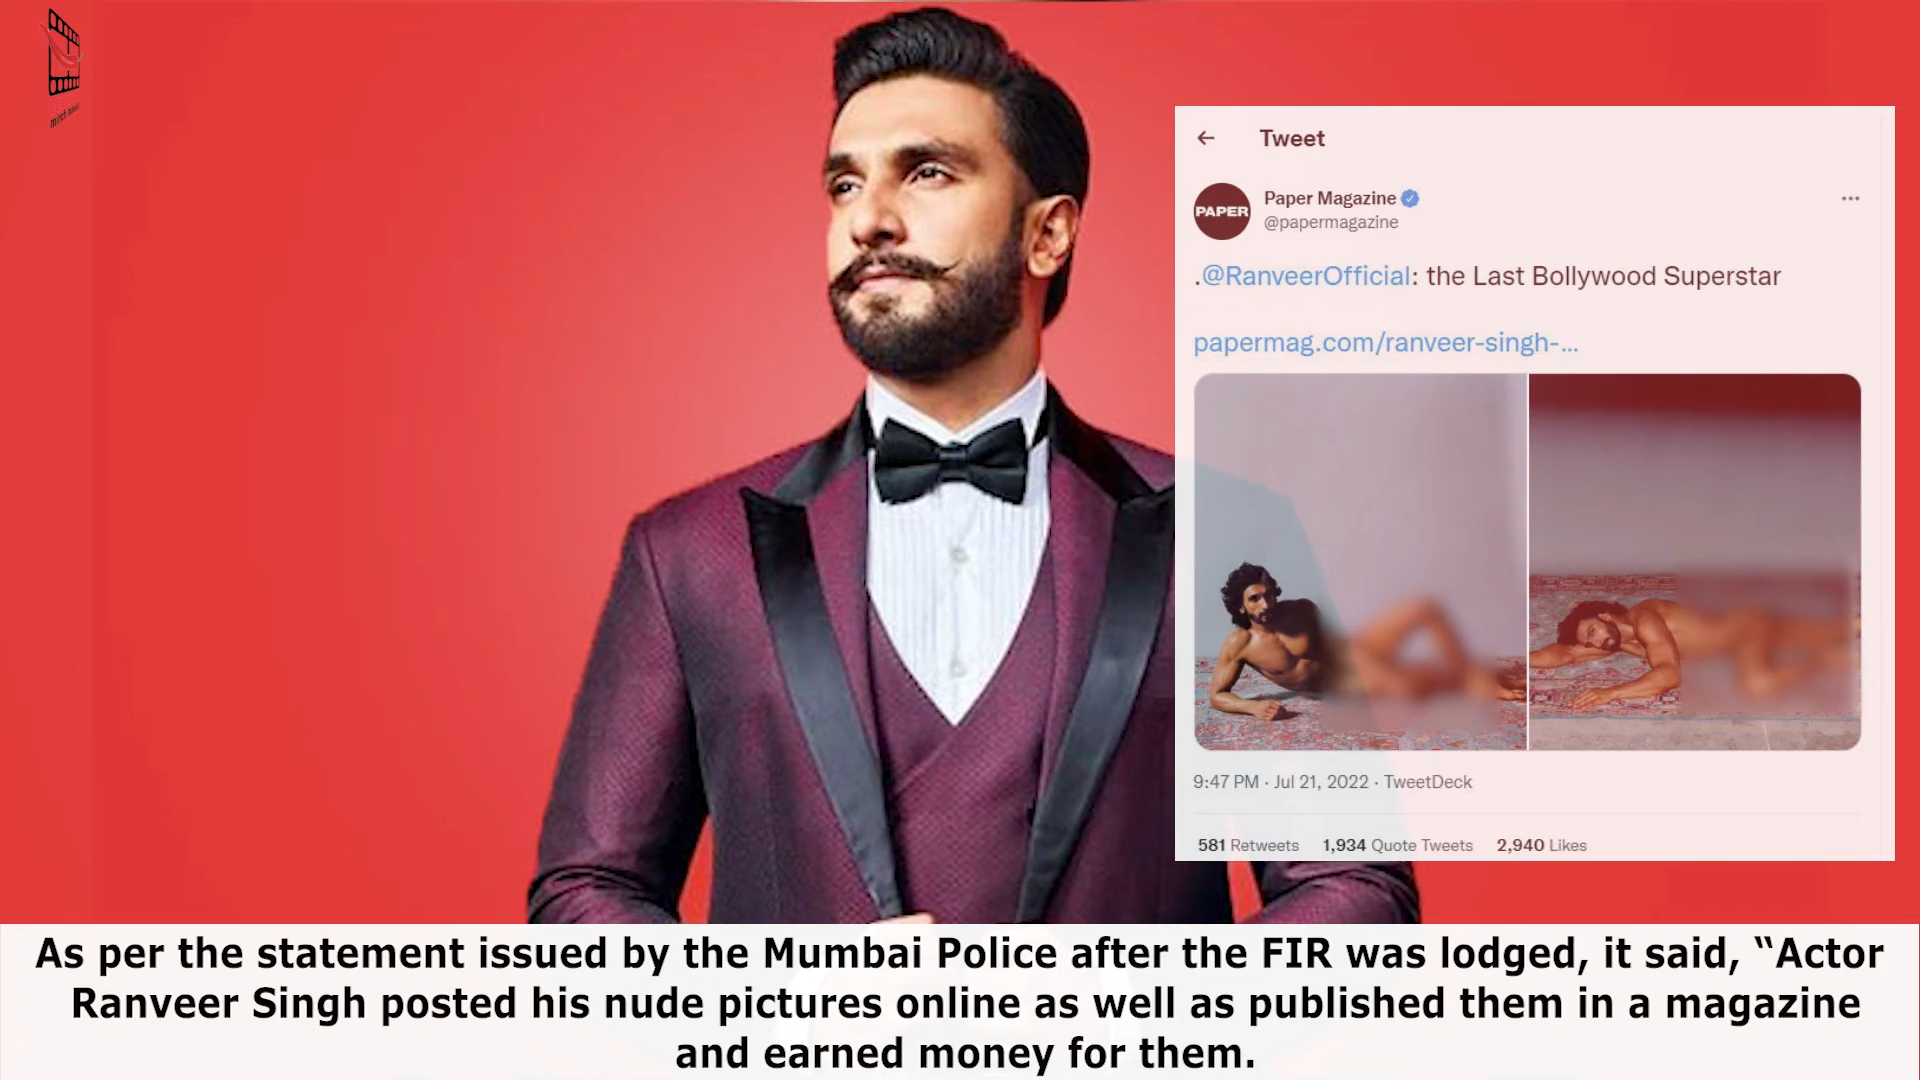 mirch masala
Tweet
PAPER
Paper Magazine
@papermagazine
.@RanveerOfficial: the Last Bollywood Superstar
papermag.com/ranveer-singh-...
9:47 PM · Jul 21, 2022 · TweetDeck
581 Retweets 1,934 Quote Tweets 2,940 Likes
As per the statement issued by the Mumbai Police after the FIR was lodged, it said, “Actor
Ranveer Singh posted his nude pictures online as well as published them in a magazine
and earned money for them.